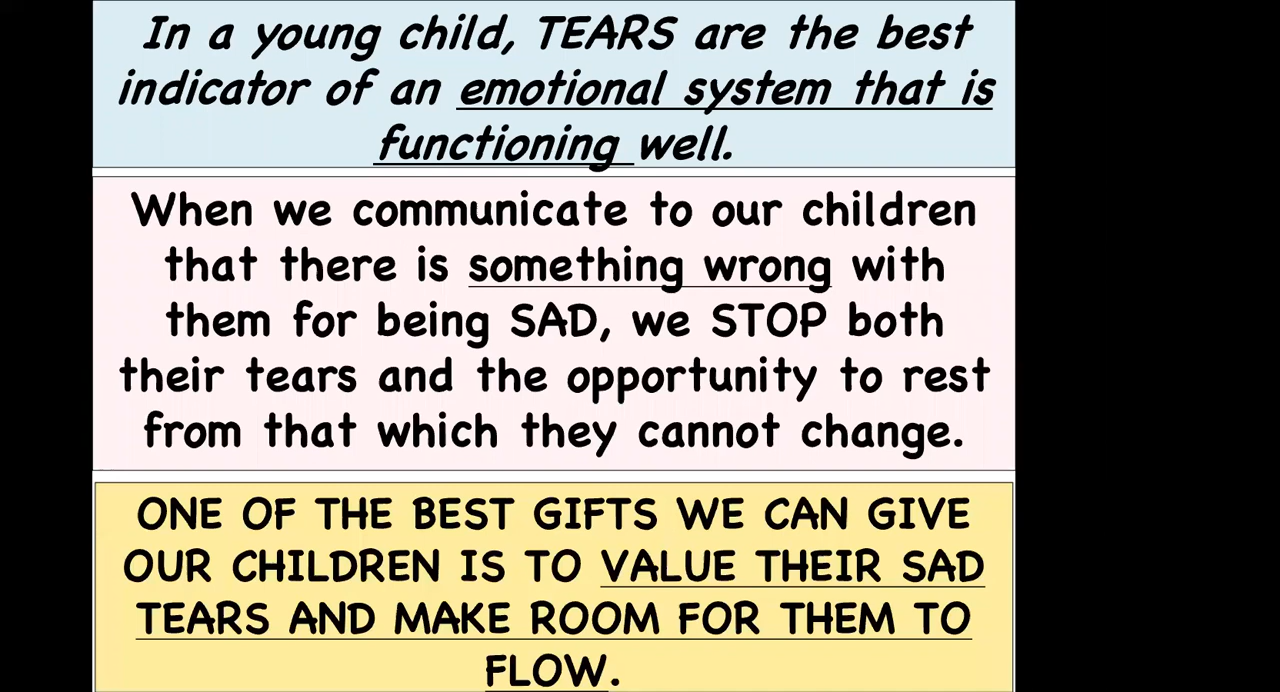 In a young child, TEARS are the best
indicator of an emotional system that is
functioning well.
When we communicate to our children
that there is something wrong with
them for being SAD, we STOP both
their tears and the opportunity to rest
from that which they cannot change.
ONE OF THE BEST GIFTS WE CAN GIVE
OUR CHILDREN IS TO VALUE THEIR SAD
TEARS AND MAKE ROOM FOR THEM TO
FLOW.